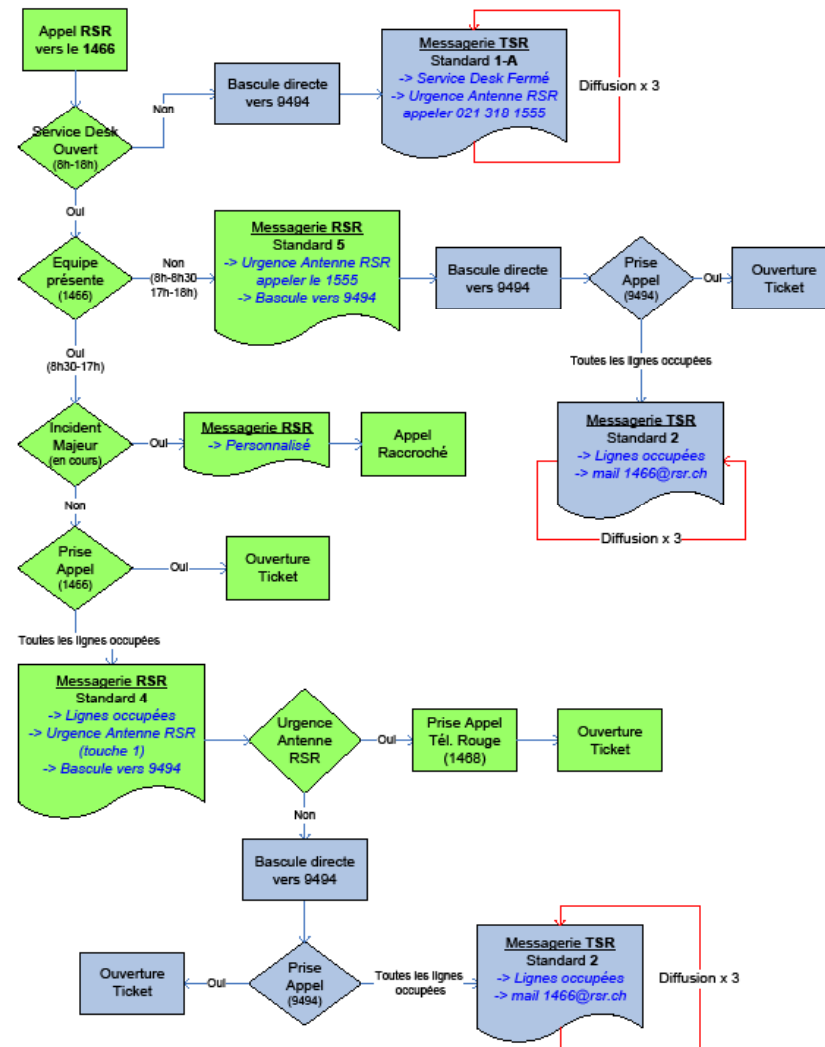 Appel RSR
vers le 1466
Service Desk
Ouvert
(8h-18h)
Non
Bascule directe
vers 9494
Messagerie TSR
Standard 1-A
-> Service Desk Fermé
-> Urgence Antenne RSR
appeler 021 318 1555
Diffusion x 3
Oui
Equipe
présente
(1466)
Non
(8h-8h30
17h-18h)
Messagerie RSR
Standard 5
-> Urgence Antenne RSR
appeler le 1555
-> Bascule vers 9494
Bascule directe
vers 9494
Prise
Appel
(9494)
Oui
Ouverture
Ticket
Toutes les lignes occupées
Messagerie TSR
Standard 2
-> Lignes occupées
-> mail 1466@rsr.ch
Diffusion x 3
Oui
(8h30-17h)
Incident
Majeur
(en cours)
Oui
Messagerie RSR
-> Personnalisé
Appel
Raccroché
Non
Prise
Appel
(1466)
Oui
Ouverture
Ticket
Toutes les lignes occupées
Messagerie RSR
Standard 4
-> Lignes occupées
-> Urgence Antenne RSR
(touche 1)
-> Bascule vers 9494
Urgence
Antenne
RSR
Oui
Prise Appel
Tél. Rouge
(1468)
Ouverture
Ticket
Non
Bascule directe
vers 9494
Prise
Appel
(9494)
Oui
Ouverture
Ticket
Toutes les lignes
occupées
Messagerie TSR
Standard 2
-> Lignes occupées
-> mail 1466@rsr.ch
Diffusion x 3